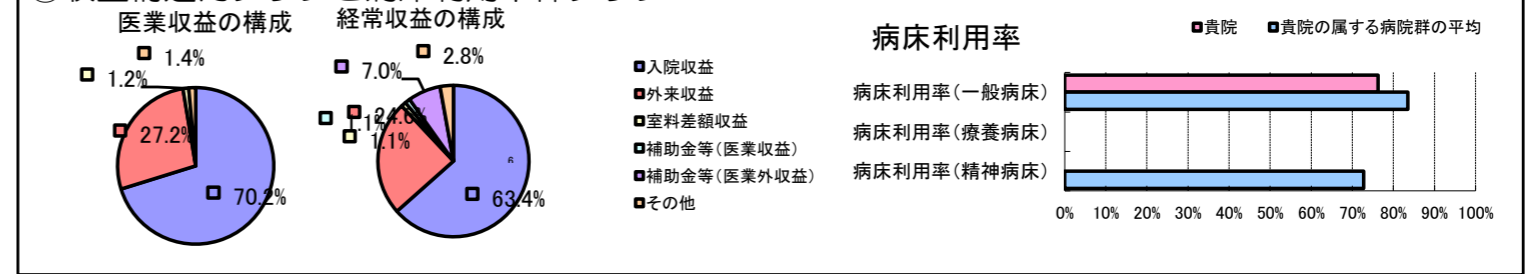 医業収益の構成
1.4%
1.2%
27.2%
70.2%
経常収益の構成
2.8%
7.0%
24.6%
1.1%
1.1%
63.4%
入院収益
外来収益
室料差額収益
補助金等(医業収益)
補助金等(医業外収益)
その他
病床利用率
貴院 貴院の属する病院群の平均
病床利用率(一般病床)
病床利用率(療養病床)
病床利用率(精神病床)
0% 10% 20% 30% 40% 50% 60% 70% 80% 90% 100%